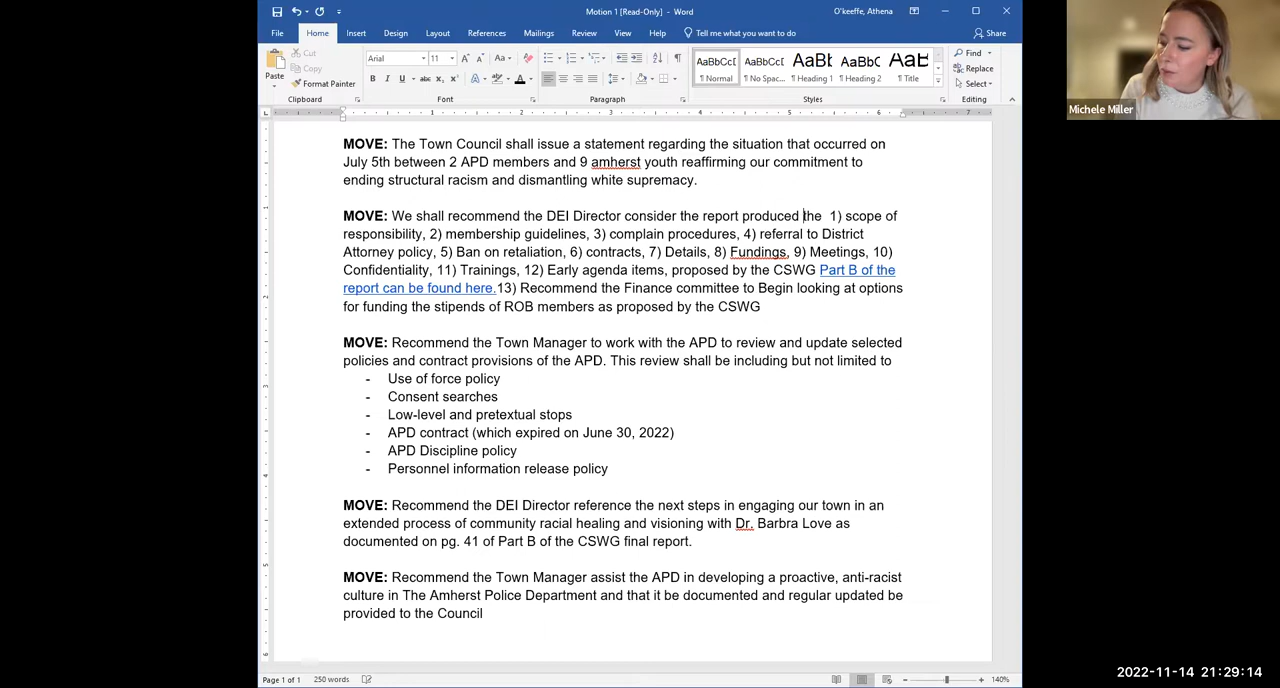 Motion 1 [Read-Only] - Word
O'keeffe, Athena
File Home Insert Design Layout References Mailings Review View Help Tell me what you want to do Share
Paste
Cut
Copy
Format Painter
Clipboard
Arial 11
Font
Paragraph
AaBbCcI AaBbCcI AaBb( AaBbC AaB
¶ Normal ¶ No Spac... ¶ Heading 1 ¶ Heading 2 ¶ Title
Styles
Find
Replace
Select
Editing
Michele Miller
1 2 3 4 5 6 7
MOVE: The Town Council shall issue a statement regarding the situation that occurred on
July 5th between 2 APD members and 9 amherst youth reaffirming our commitment to
ending structural racism and dismantling white supremacy.
MOVE: We shall recommend the DEI Director consider the report produced the 1) scope of
responsibility, 2) membership guidelines, 3) complain procedures, 4) referral to District
Attorney policy, 5) Ban on retaliation, 6) contracts, 7) Details, 8) Fundings, 9) Meetings, 10)
Confidentiality, 11) Trainings, 12) Early agenda items, proposed by the CSWG Part B of the
report can be found here.13) Recommend the Finance committee to Begin looking at options
for funding the stipends of ROB members as proposed by the CSWG
MOVE: Recommend the Town Manager to work with the APD to review and update selected
policies and contract provisions of the APD. This review shall be including but not limited to
- Use of force policy
- Consent searches
- Low-level and pretextual stops
- APD contract (which expired on June 30, 2022)
- APD Discipline policy
- Personnel information release policy
MOVE: Recommend the DEI Director reference the next steps in engaging our town in an
extended process of community racial healing and visioning with Dr. Barbra Love as
documented on pg. 41 of Part B of the CSWG final report.
MOVE: Recommend the Town Manager assist the APD in developing a proactive, anti-racist
culture in The Amherst Police Department and that it be documented and regular updated be
provided to the Council
Page 1 of 1 250 words
140%
2022-11-14 21:29:14